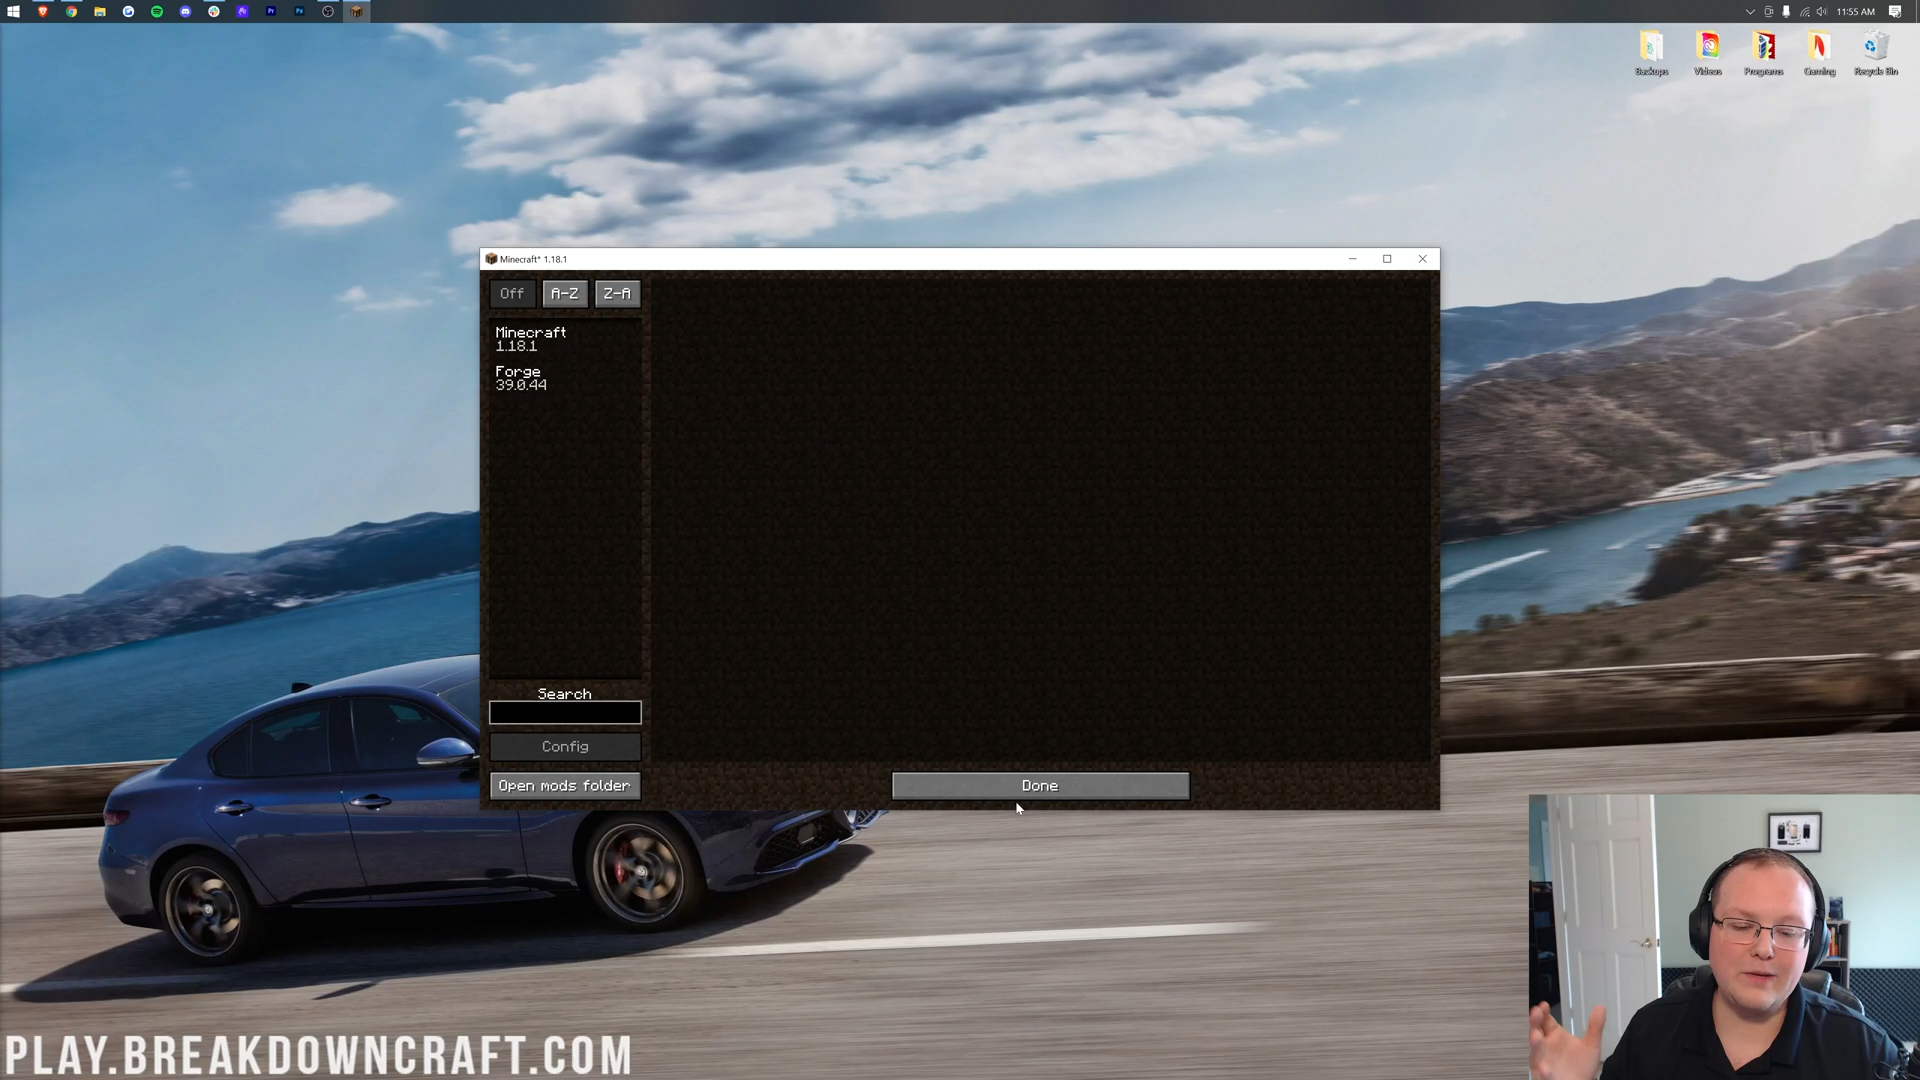 11:55 AM
Backups
Videos
Programs
Gaming
Recycle Bin
Minecraft* 1.18.1
Off
A-Z
Z-A
Minecraft
1.18.1
Forge
39.0.44
Search
Config
Open mods folder
Done
PLAY.BREAKDOWNCRAFT.COM